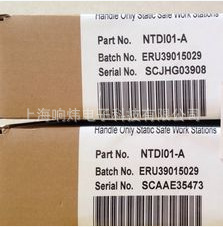 Handle Only Static Safe Work Stations
Part No. NTDI01-A
Batch No. ERU39015029
Serial No. SCJHG03908
上海响炜电子科技有限公司
Handle Only Static Safe Work Stations
Part No. NTDI01-A
Batch No. ERU39015029
Serial No. SCAAE35473